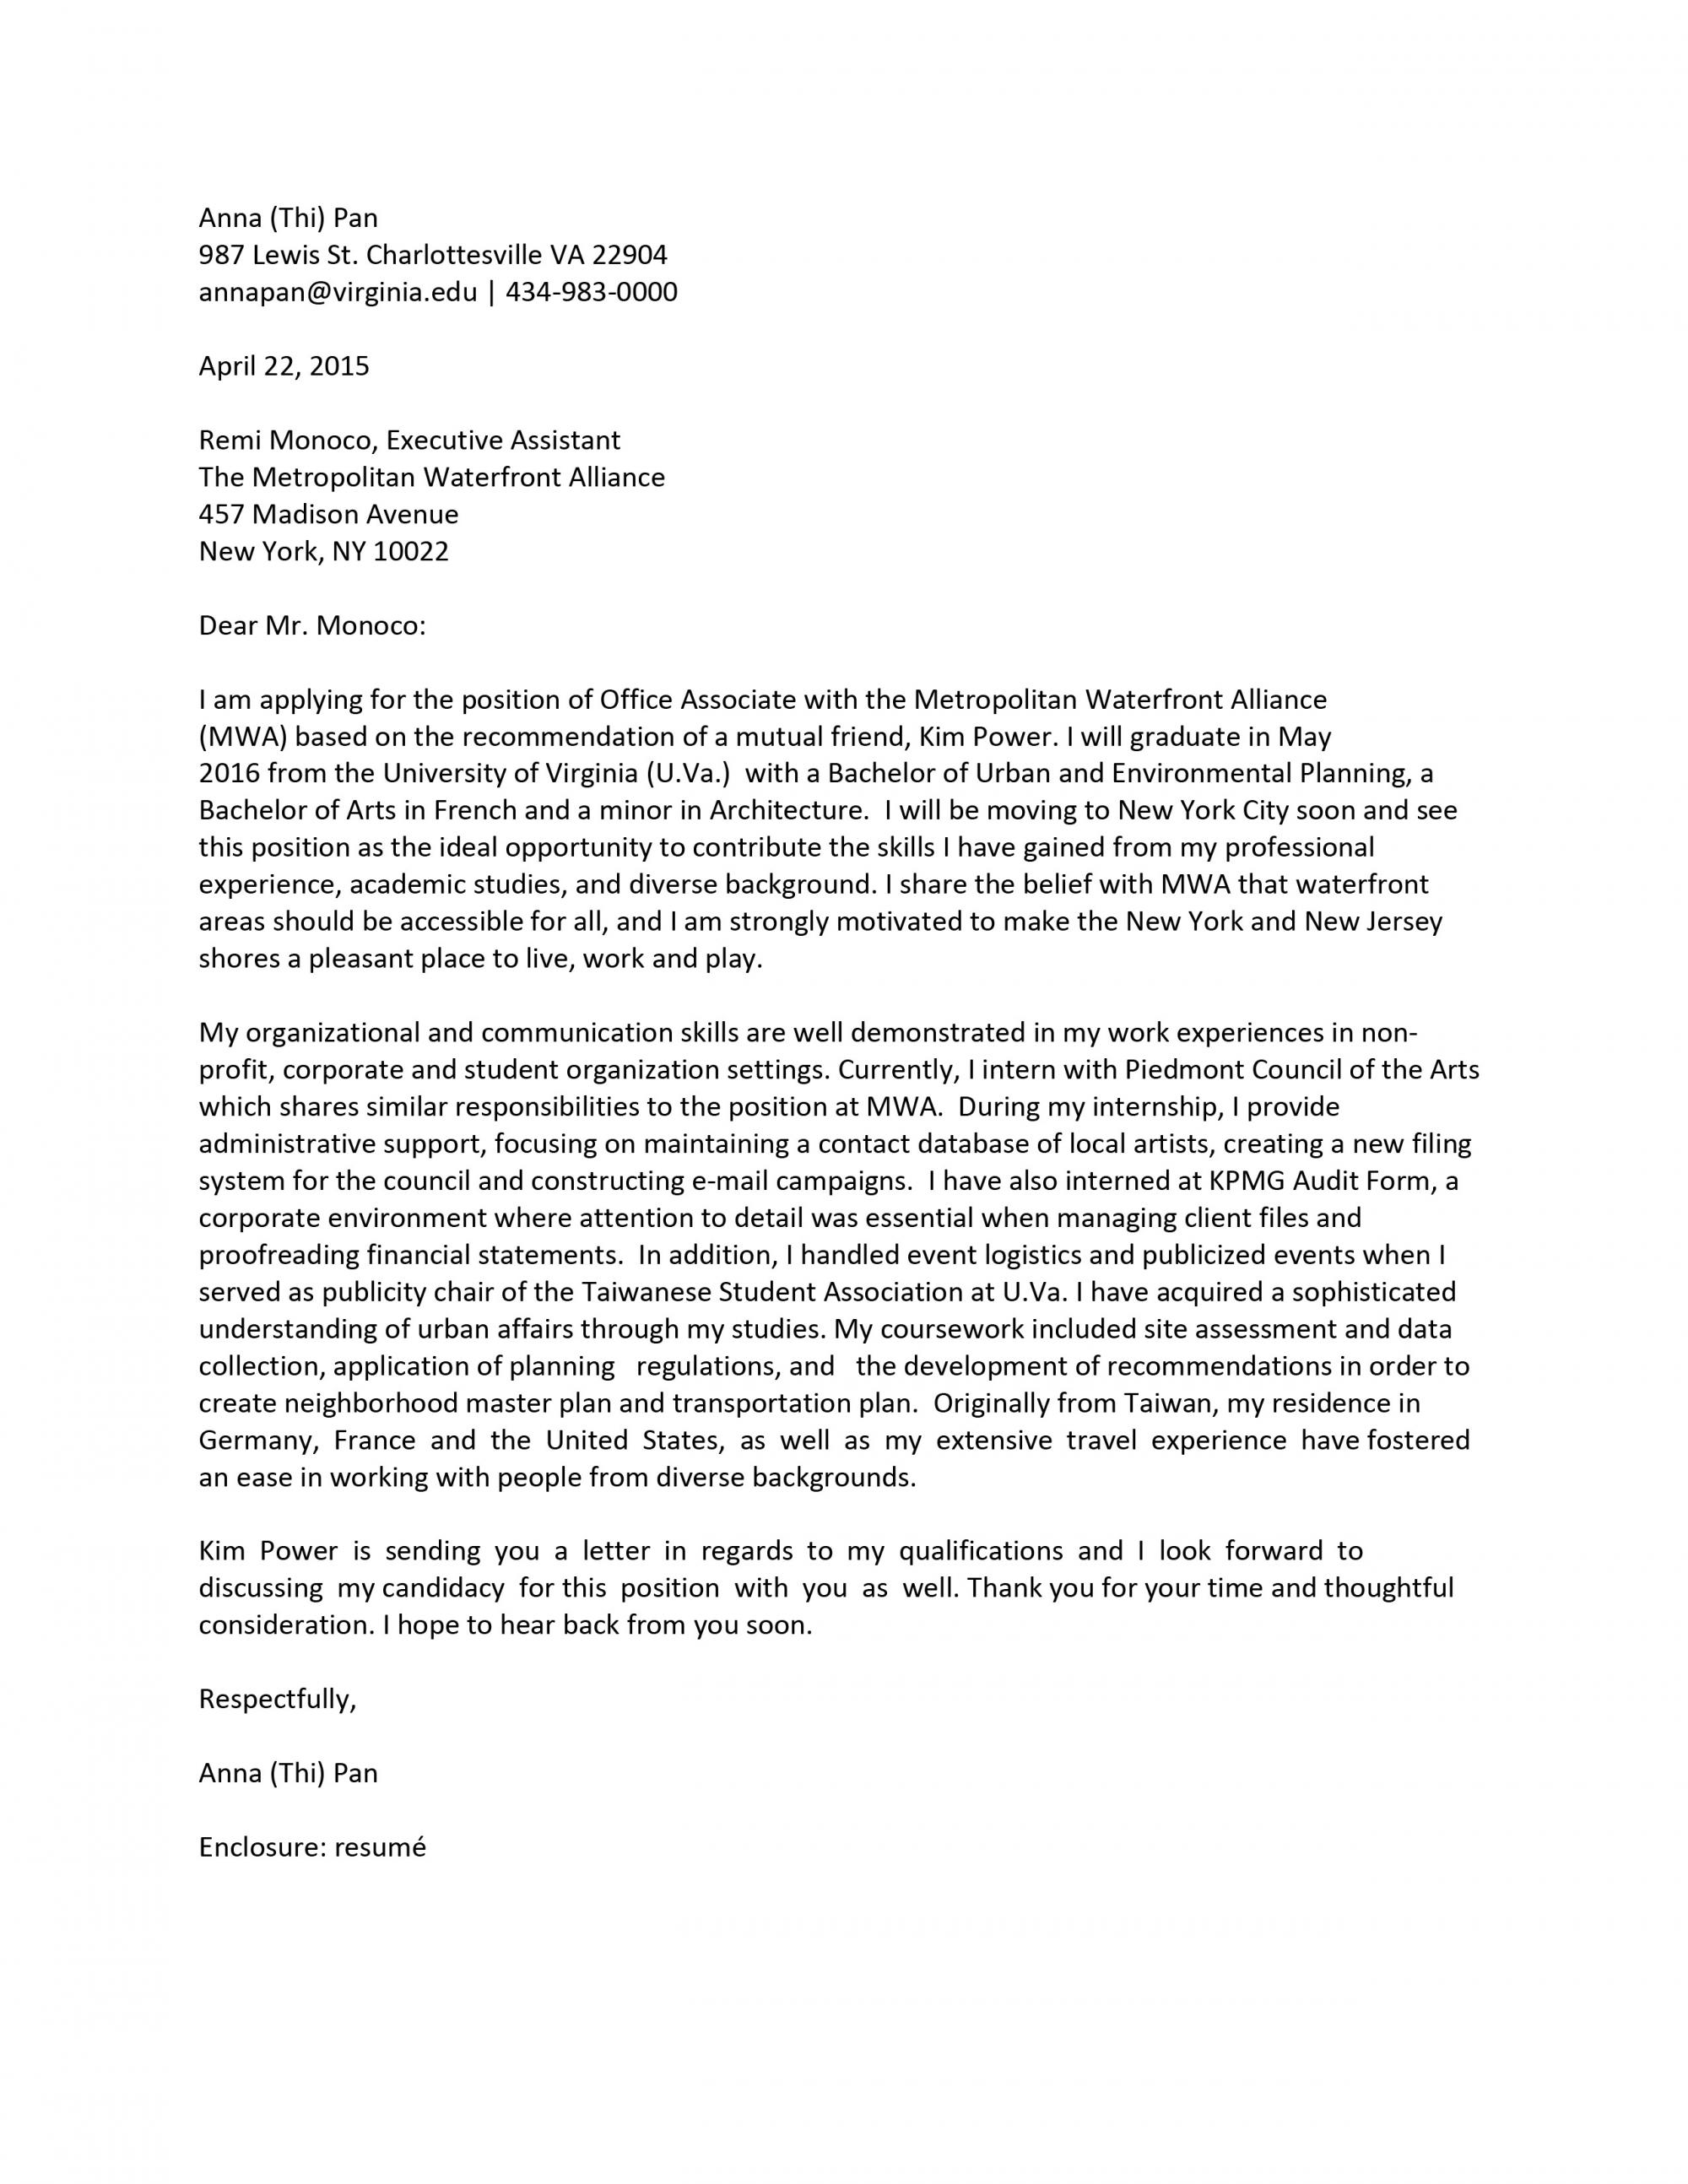 Anna (Thi) Pan
987 Lewis St. Charlottesville VA 22904
annapan@virginia.edu | 434-983-0000
April 22, 2015
Remi Monoco, Executive Assistant
The Metropolitan Waterfront Alliance
457 Madison Avenue
New York, NY 10022
Dear Mr. Monoco:
I am applying for the position of Office Associate with the Metropolitan Waterfront Alliance
(MWA) based on the recommendation of a mutual friend, Kim Power. I will graduate in May
2016 from the University of Virginia (U.Va.)  with a Bachelor of Urban and Environmental Planning, a
Bachelor of Arts in French and a minor in Architecture.  I will be moving to New York City soon and see
this position as the ideal opportunity to contribute the skills I have gained from my professional
experience, academic studies, and diverse background. I share the belief with MWA that waterfront
areas should be accessible for all, and I am strongly motivated to make the New York and New Jersey
shores a pleasant place to live, work and play.
My organizational and communication skills are well demonstrated in my work experiences in non-
profit, corporate and student organization settings. Currently, I intern with Piedmont Council of the Arts
which shares similar responsibilities to the position at MWA.  During my internship, I provide
administrative support, focusing on maintaining a contact database of local artists, creating a new filing
system for the council and constructing e-mail campaigns.  I have also interned at KPMG Audit Form, a
corporate environment where attention to detail was essential when managing client files and
proofreading financial statements.  In addition, I handled event logistics and publicized events when I
served as publicity chair of the Taiwanese Student Association at U.Va. I have acquired a sophisticated
understanding of urban affairs through my studies. My coursework included site assessment and data
collection, application of planning   regulations, and   the development of recommendations in order to
create neighborhood master plan and transportation plan.  Originally from Taiwan, my residence in
Germany,  France  and  the  United  States,  as  well  as  my  extensive  travel  experience  have fostered
an ease in working with people from diverse backgrounds.
Kim  Power  is  sending  you  a  letter  in  regards  to  my  qualifications  and  I  look  forward  to
discussing  my candidacy  for this  position  with  you  as  well. Thank you for your time and thoughtful
consideration. I hope to hear back from you soon.
Respectfully,
Anna (Thi) Pan
Enclosure: resumé